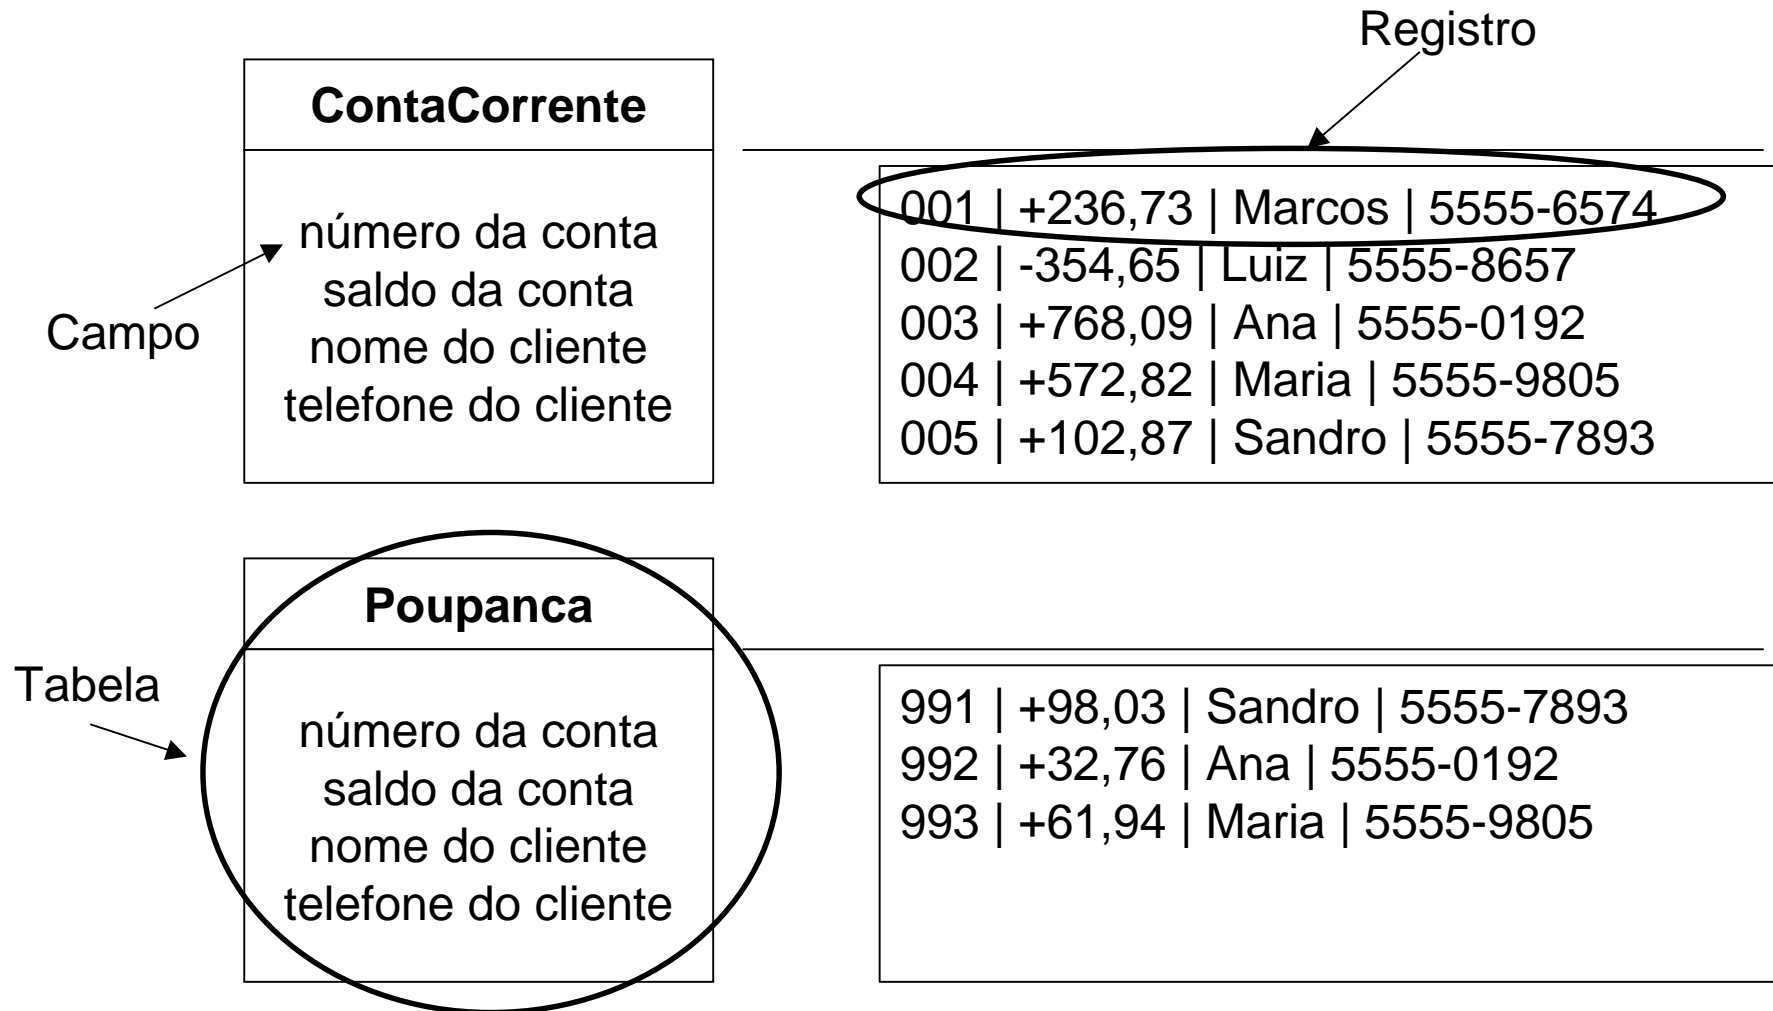 Registro
ContaCorrente
número da conta
saldo da conta
nome do cliente
telefone do cliente
Campo
001 | +236,73 | Marcos | 5555-6574
002 | -354,65 | Luiz | 5555-8657
003 | +768,09 | Ana | 5555-0192
004 | +572,82 | Maria | 5555-9805
005 | +102,87 | Sandro | 5555-7893
Poupanca
Tabela
número da conta
saldo da conta
nome do cliente
telefone do cliente
991 | +98,03 | Sandro | 5555-7893
992 | +32,76 | Ana | 5555-0192
993 | +61,94 | Maria | 5555-9805